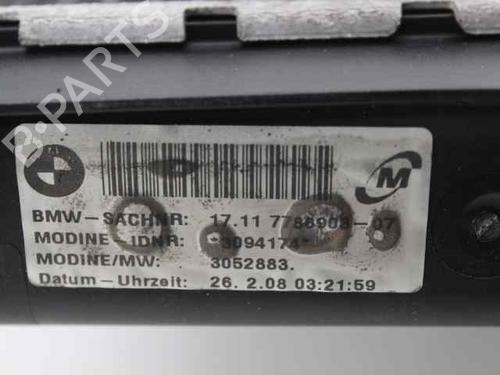 B-PARTS
BMW-SACHNR: 17.11 7788903-07
MODINE-IDNR: *3094174*
MODINE/MW: 3052883.
Datum-Uhrzeit: 26. 2.08 03:21:59